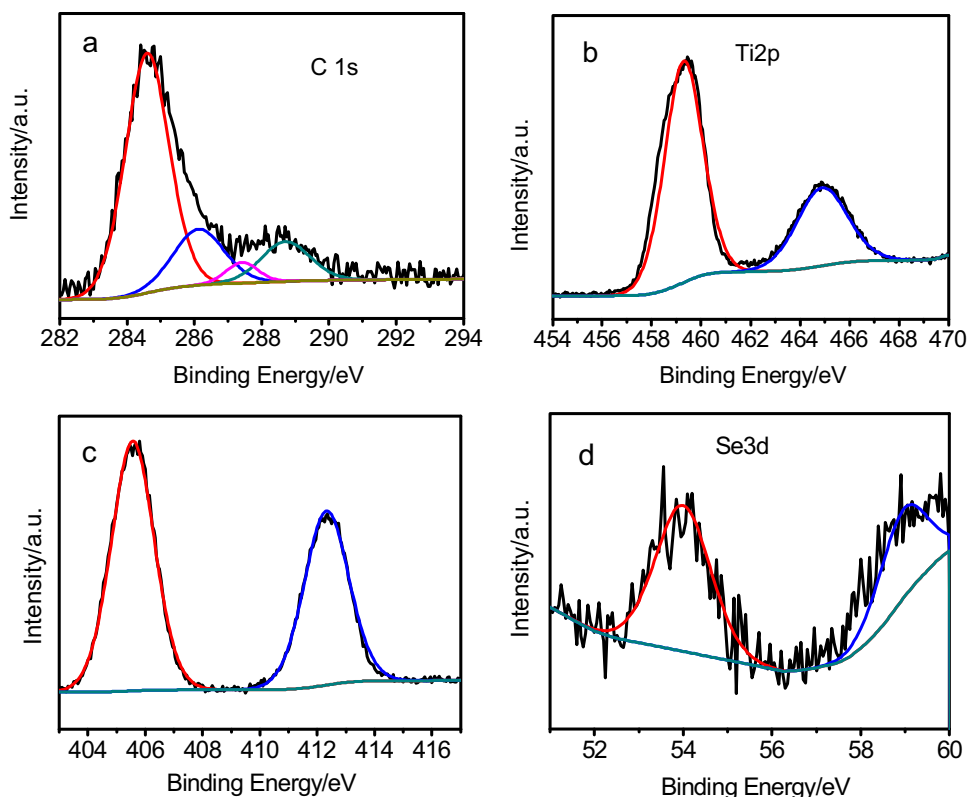 a
C 1s
Intensity/a.u.
282 284 286 288 290 292 294
Binding Energy/eV
b
Ti2p
Intensity/a.u.
454 456 458 460 462 464 466 468 470
Binding Energy/eV
c
Intensity/a.u.
404 406 408 410 412 414 416
Binding Energy/eV
d
Se3d
Intensity/a.u.
52 54 56 58 60
Binding Energy/eV